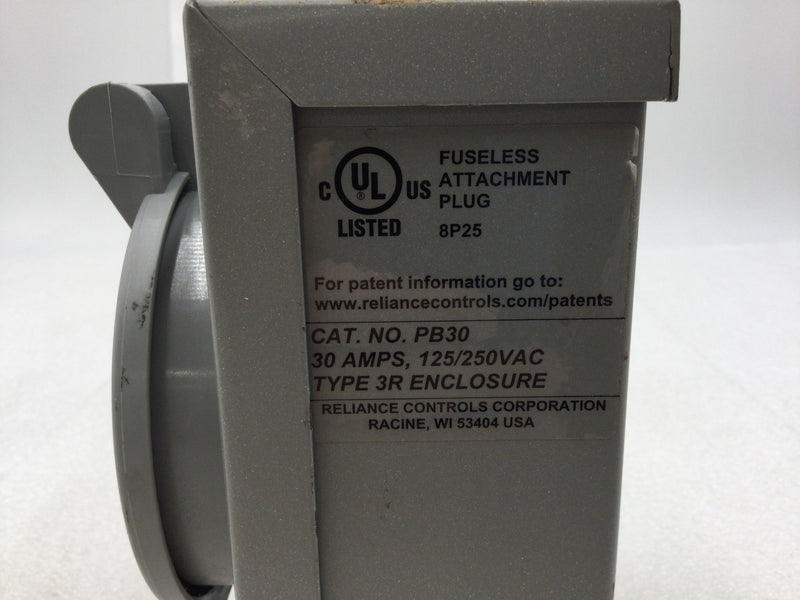 C UL ® US
LISTED
FUSELESS
ATTACHMENT
PLUG
8P25
For patent information go to:
www.reliancecontrols.com/patents
CAT. NO. PB30
30 AMPS, 125/250VAC
TYPE 3R ENCLOSURE
RELIANCE CONTROLS CORPORATION
RACINE, WI 53404 USA